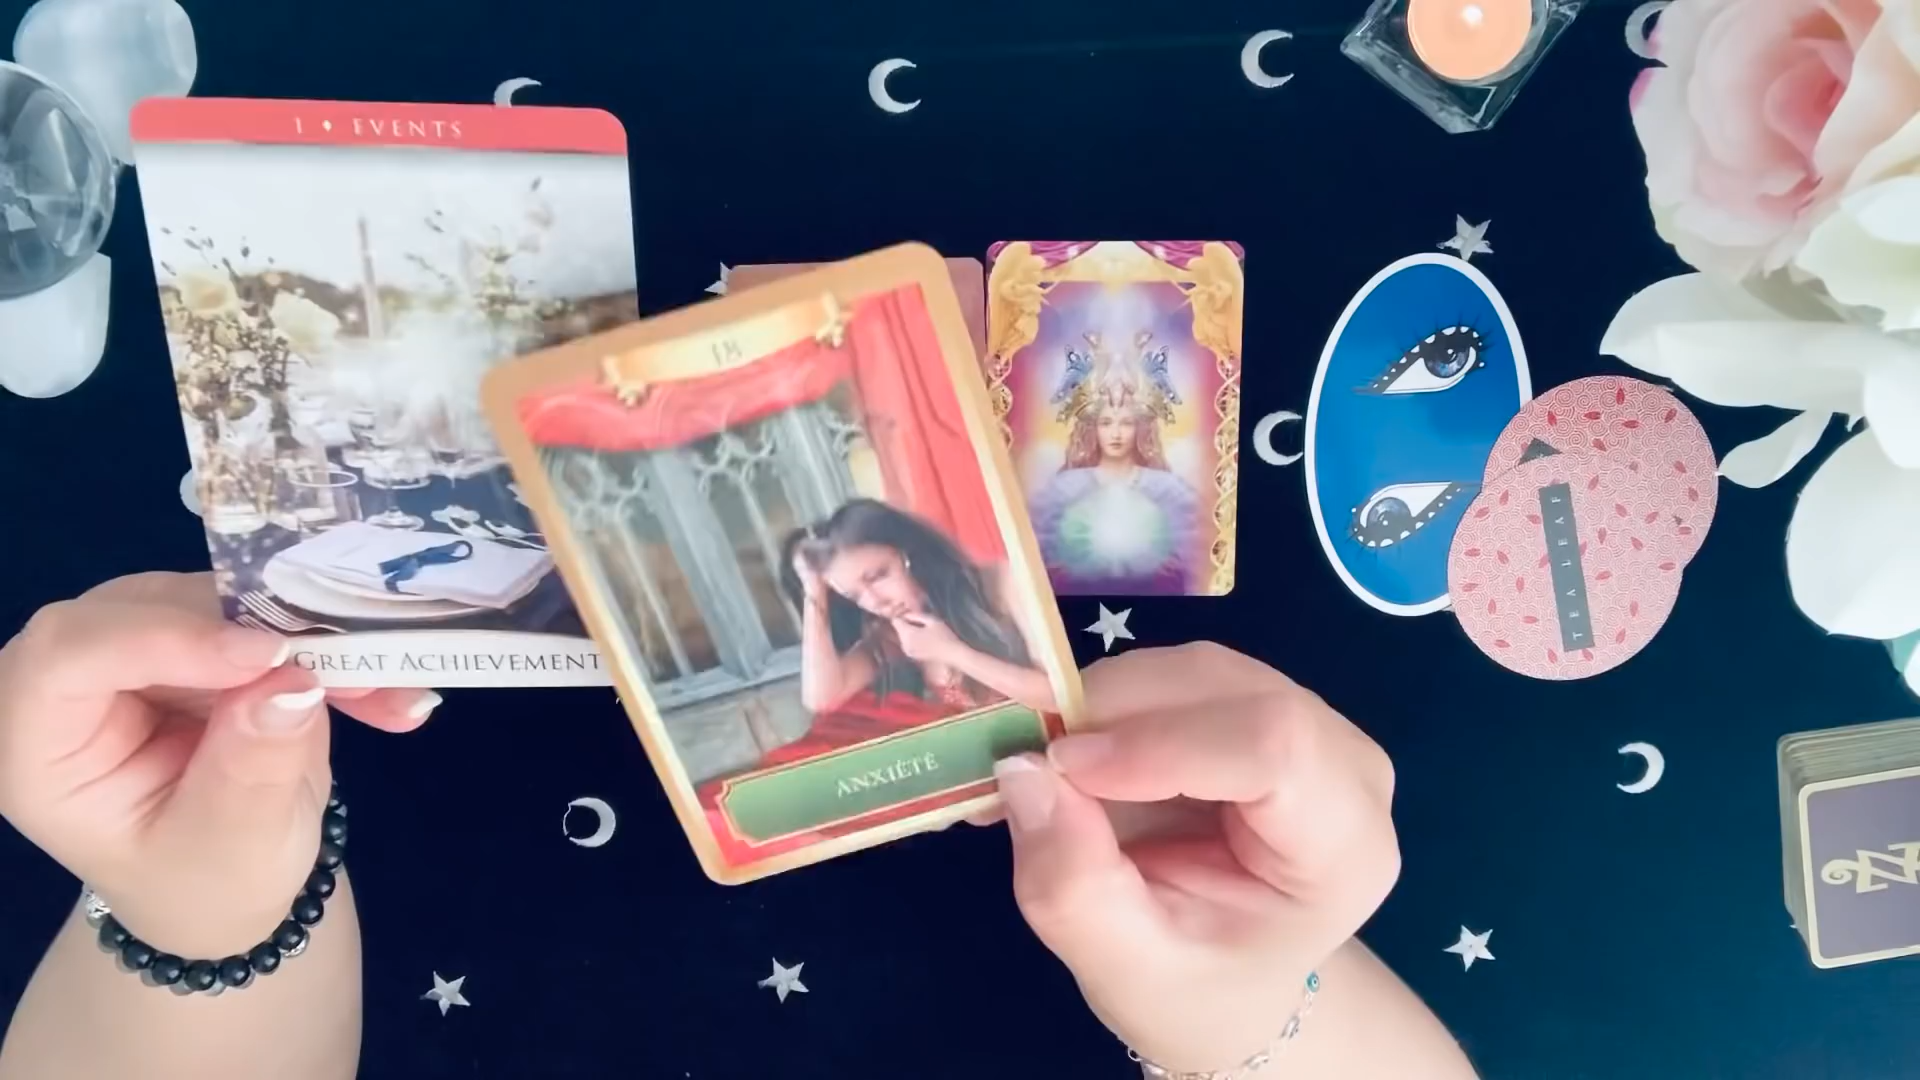 1 ♦ EVENTS
GREAT ACHIEVEMENT
18
ANXIÉTÉ
TEA LEAF